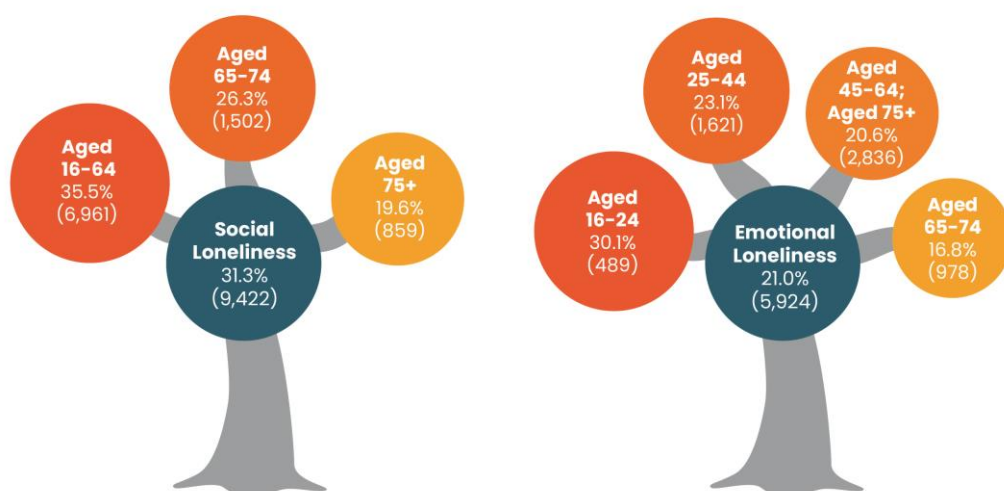 Aged
65-74
26.3%
(1,502)
Aged
16-64
35.5%
(6,961)
Aged
75+
19.6%
(859)
Social
Loneliness
31.3%
(9,422)
Aged
25-44
23.1%
(1,621)
Aged
45-64;
Aged 75+
20.6%
(2,836)
Aged
16-24
30.1%
(489)
Aged
65-74
16.8%
(978)
Emotional
Loneliness
21.0%
(5,924)